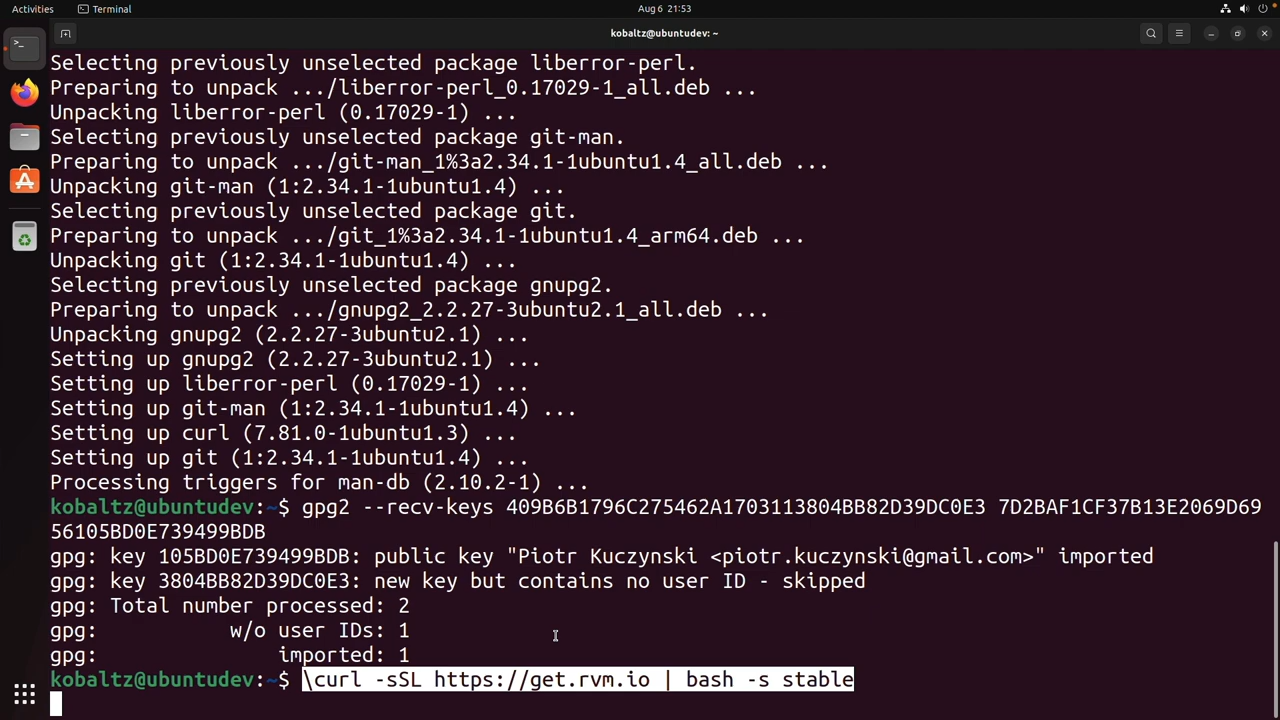 Activities
Terminal
Aug 6 21:53
kobaltz@ubuntudev: ~
Selecting previously unselected package liberror-perl.
Preparing to unpack .../liberror-perl_0.17029-1_all.deb ...
Unpacking liberror-perl (0.17029-1) ...
Selecting previously unselected package git-man.
Preparing to unpack .../git-man_1%3a2.34.1-1ubuntu1.4_all.deb ...
Unpacking git-man (1:2.34.1-1ubuntu1.4) ...
Selecting previously unselected package git.
Preparing to unpack .../git_1%3a2.34.1-1ubuntu1.4_arm64.deb ...
Unpacking git (1:2.34.1-1ubuntu1.4) ...
Selecting previously unselected package gnupg2.
Preparing to unpack .../gnupg2_2.2.27-3ubuntu2.1_all.deb ...
Unpacking gnupg2 (2.2.27-3ubuntu2.1) ...
Setting up gnupg2 (2.2.27-3ubuntu2.1) ...
Setting up liberror-perl (0.17029-1) ...
Setting up git-man (1:2.34.1-1ubuntu1.4) ...
Setting up curl (7.81.0-1ubuntu1.3) ...
Setting up git (1:2.34.1-1ubuntu1.4) ...
Processing triggers for man-db (2.10.2-1) ...
kobaltz@ubuntudev:~$ gpg2 --recv-keys 409B6B1796C275462A1703113804BB82D39DC0E3 7D2BAF1CF37B13E2069D69
56105BD0E739499BDB
gpg: key 105BD0E739499BDB: public key "Piotr Kuczynski <piotr.kuczynski@gmail.com>" imported
gpg: key 3804BB82D39DC0E3: new key but contains no user ID - skipped
gpg: Total number processed: 2
gpg:           w/o user IDs: 1
gpg:               imported: 1
kobaltz@ubuntudev:~$ \curl -sSL https://get.rvm.io | bash -s stable